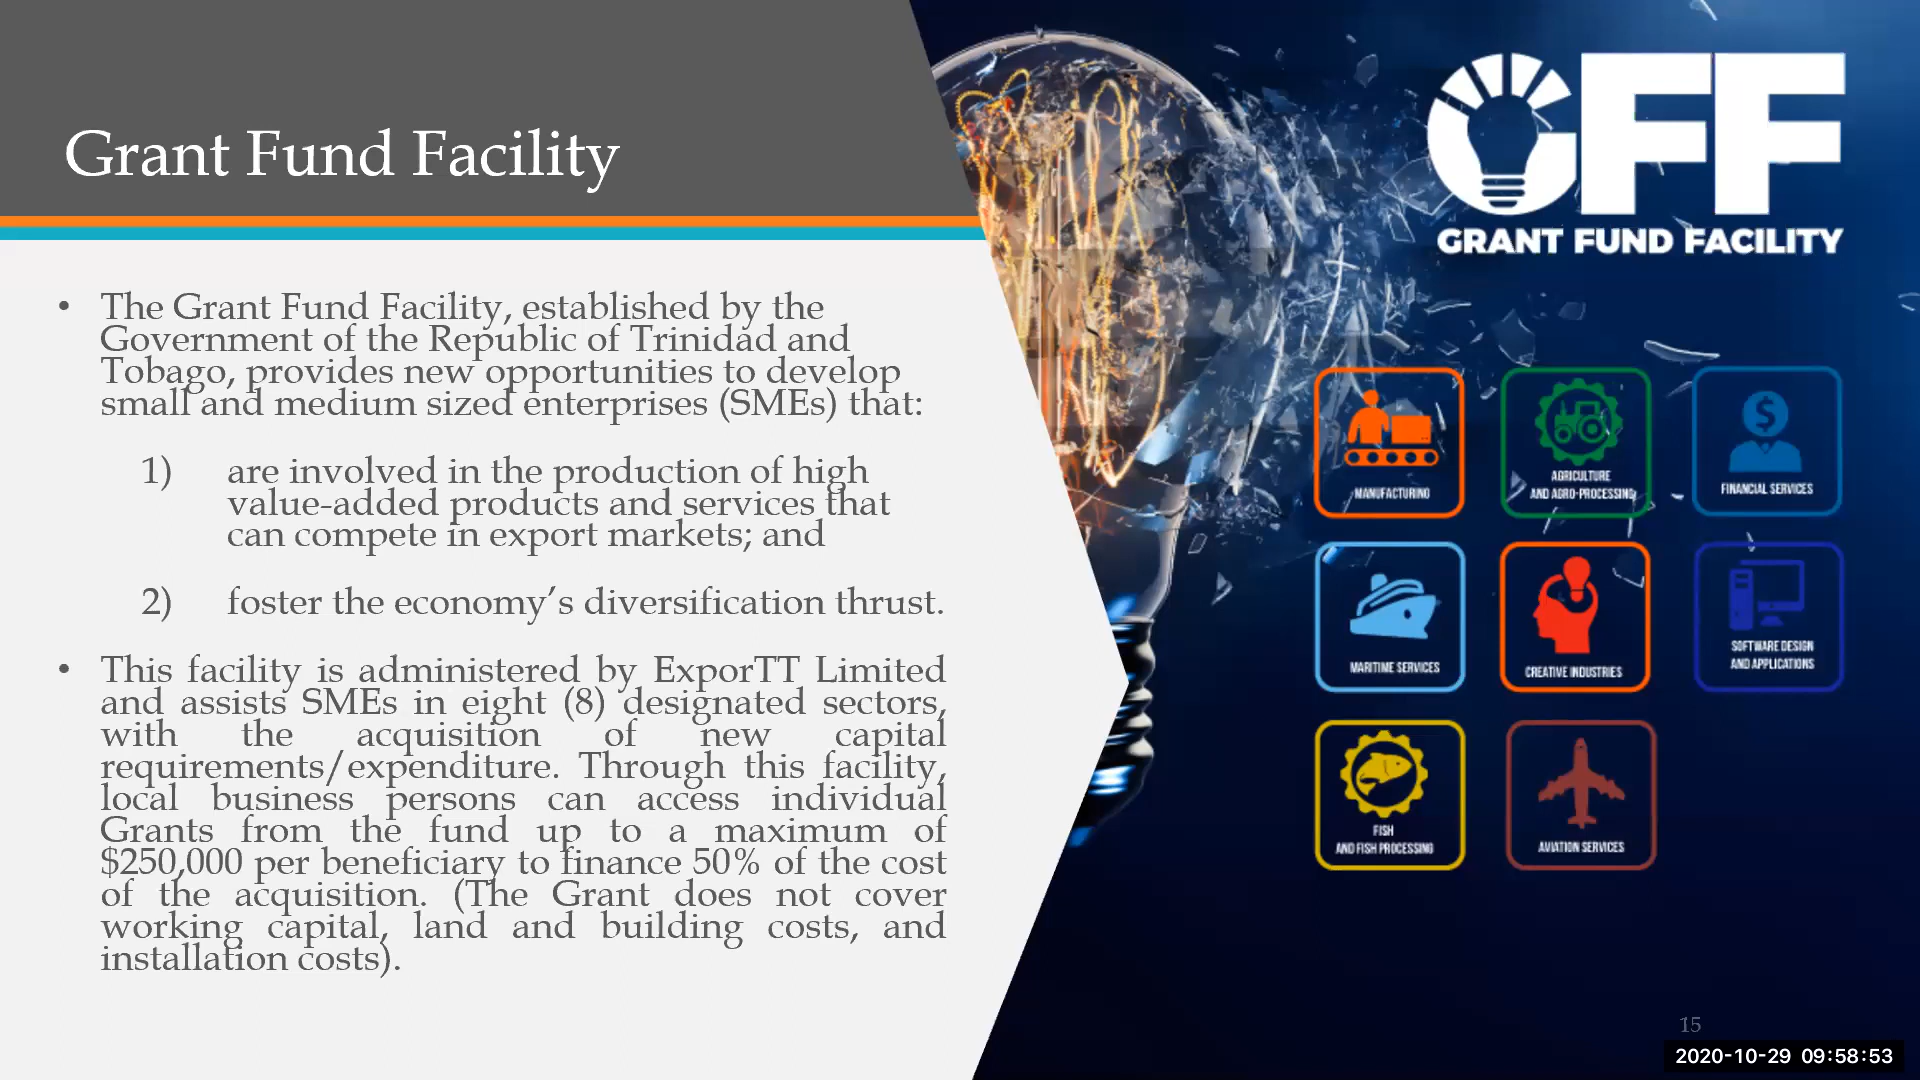 Grant Fund Facility
• The Grant Fund Facility, established by the
Government of the Republic of Trinidad and
Tobago, provides new opportunities to develop
small and medium sized enterprises (SMEs) that:
1) are involved in the production of high
value-added products and services that
can compete in export markets; and
2) foster the economy’s diversification thrust.
• This facility is administered by ExporTT Limited
and assists SMEs in eight (8) designated sectors,
with the acquisition of new capital
requirements/expenditure. Through this facility,
local business persons can access individual
Grants from the fund up to a maximum of
$250,000 per beneficiary to finance 50% of the cost
of the acquisition. (The Grant does not cover
working capital, land and building costs, and
installation costs).
GFF
GRANT FUND FACILITY
MANUFACTURING
AGRICULTURE
AND AGRO-PROCESSING
$
FINANCIAL SERVICES
MARITIME SERVICES
CREATIVE INDUSTRIES
SOFTWARE DESIGN
AND APPLICATIONS
FISH
AND FISH PROCESSING
AVIATION SERVICES
15
2020-10-29 09:58:53